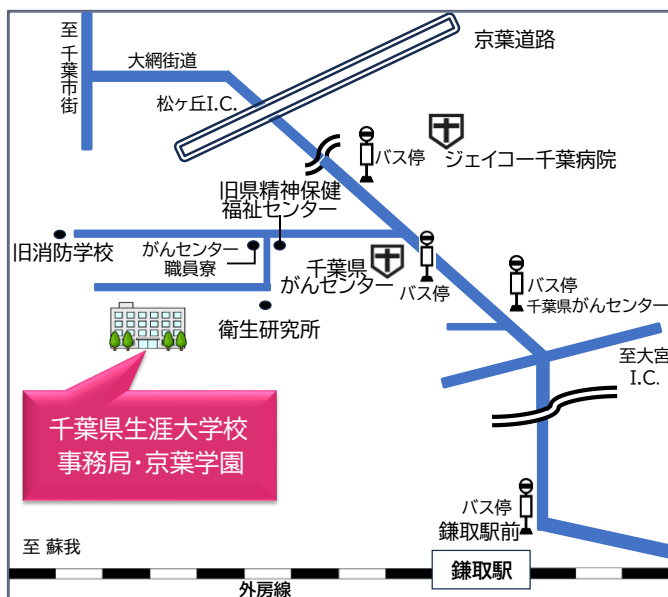 至 千葉市街
大網街道
京葉道路
松ヶ丘I.C.
バス停
ジェイコー千葉病院
旧県精神保健
福祉センター
旧消防学校
がんセンター
職員寮
千葉県
がんセンター
バス停
バス停
千葉県がんセンター
衛生研究所
至大宮
I.C.
千葉県生涯大学校
事務局・京葉学園
バス停
鎌取駅前
至 蘇我
鎌取駅
外房線